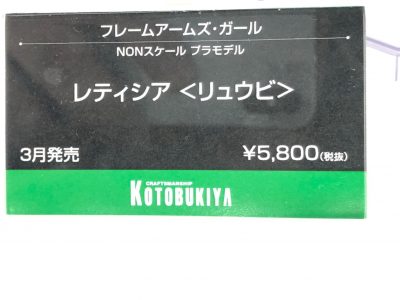 フレームアームズ・ガール
NONスケール プラモデル
レティシア <リュウビ>
3月発売 ¥5,800(税抜)
CRAFTSMANSHIP
KOTOBUKIYA